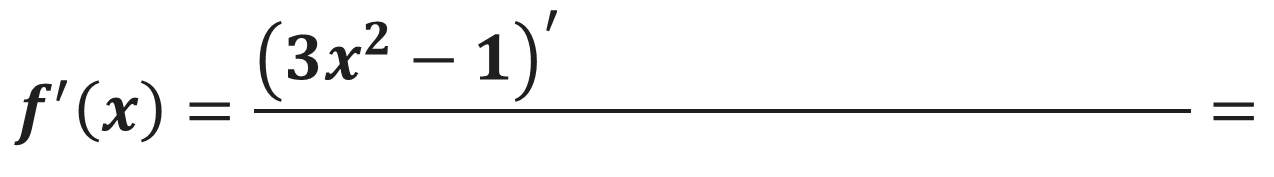 f′(x) = (3x² − 1)′ =